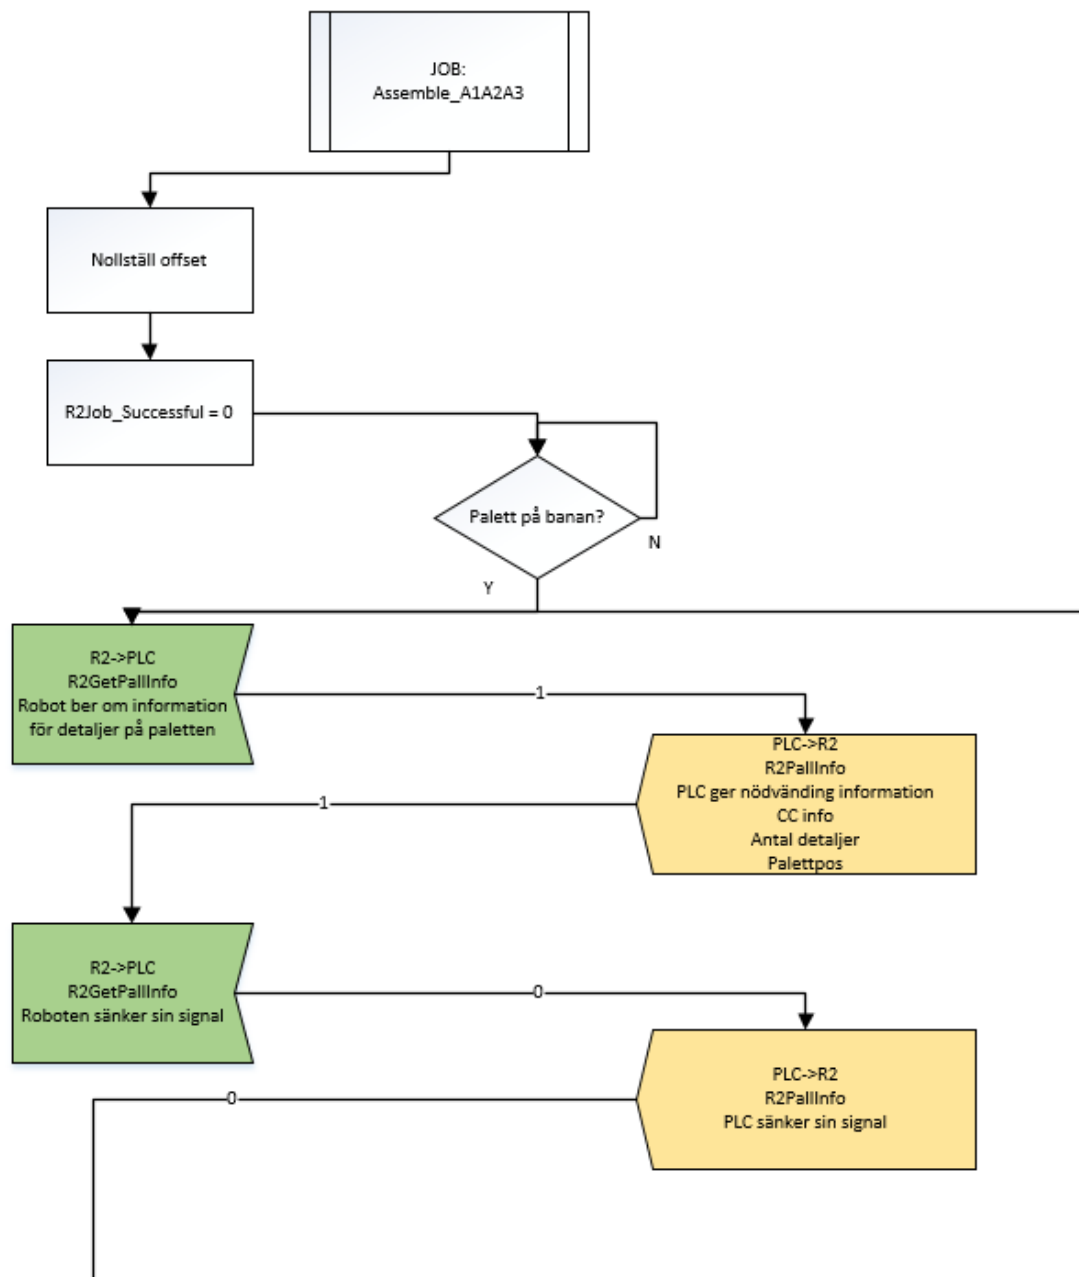 JOB:
Assemble_A1A2A3
Nollställ offset
R2Job_Successful = 0
Palett på banan?
N
Y
R2->PLC
R2GetPallInfo
Robot ber om information
för detaljer på paletten
1
PLC->R2
R2PallInfo
PLC ger nödvänding information
CC info
Antal detaljer
Palettpos
1
R2->PLC
R2GetPallInfo
Roboten sänker sin signal
0
PLC->R2
R2PallInfo
PLC sänker sin signal
0